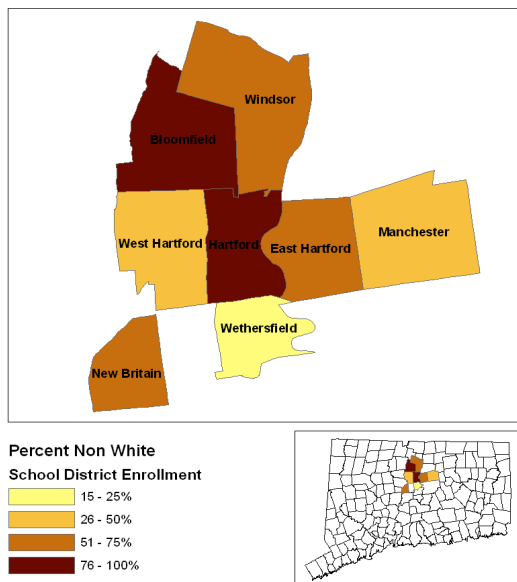 Windsor
Bloomfield
West Hartford
Hartford
East Hartford
Manchester
Wethersfield
New Britain
Percent Non White
School District Enrollment
15 - 25%
26 - 50%
51 - 75%
76 - 100%